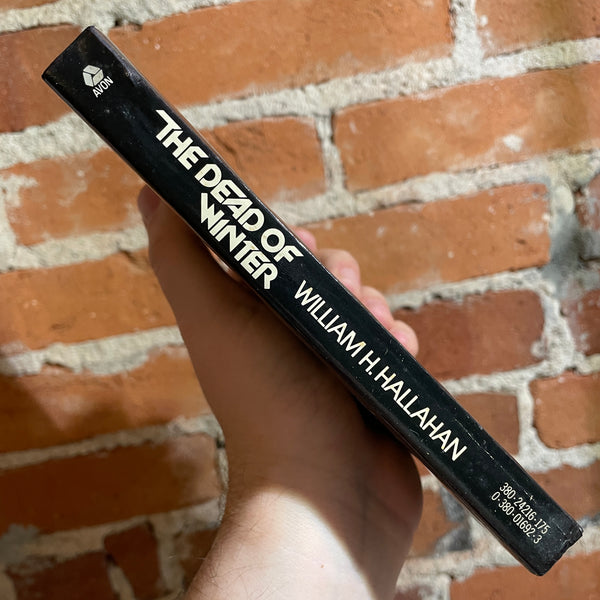 AVON
THE DEAD OF
WINTER
WILLIAM H. HALLAHAN
380-24216-175
0-380-01692-3